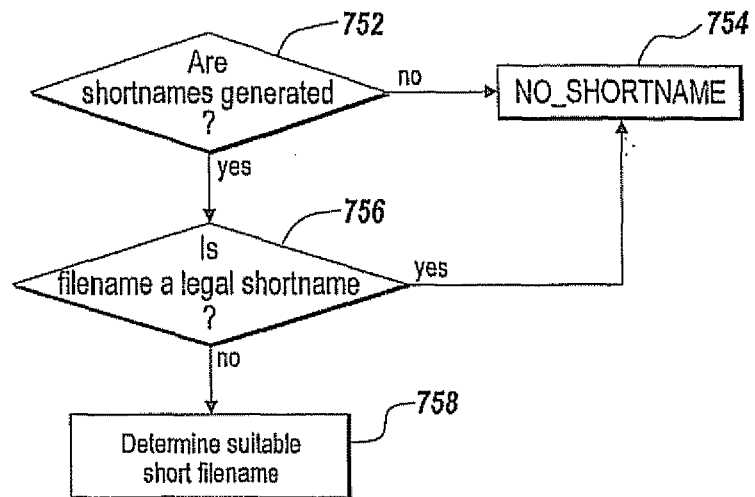 752
Are
shortnames generated
?
no
754
NO_SHORTNAME
yes
756
Is
filename a legal shortname
?
yes
no
758
Determine suitable
short filename